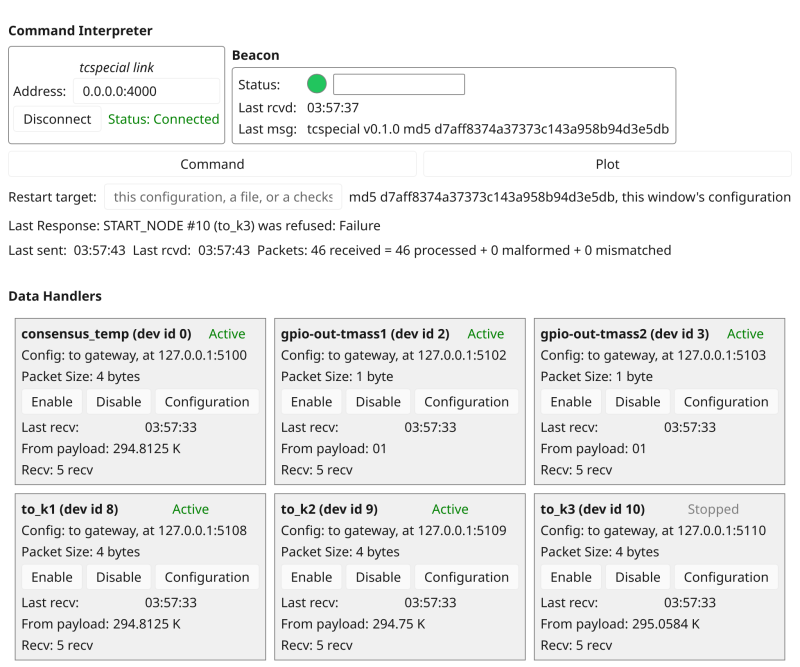 Command Interpreter
tcspecial link
Address: 0.0.0.0:4000
Disconnect Status: Connected
Beacon
Status:
Last rcvd: 03:57:37
Last msg: tcspecial v0.1.0 md5 d7aff8374a37373c143a958b94d3e5db
Command Plot
Restart target: this configuration, a file, or a checks md5 d7aff8374a37373c143a958b94d3e5db, this window's configuration
Last Response: START_NODE #10 (to_k3) was refused: Failure
Last sent: 03:57:43 Last rcvd: 03:57:43 Packets: 46 received = 46 processed + 0 malformed + 0 mismatched
Data Handlers
consensus_temp (dev id 0) Active
Config: to gateway, at 127.0.0.1:5100
Packet Size: 4 bytes
Enable Disable Configuration
Last recv: 03:57:33
From payload: 294.8125 K
Recv: 5 recv
gpio-out-tmass1 (dev id 2) Active
Config: to gateway, at 127.0.0.1:5102
Packet Size: 1 byte
Enable Disable Configuration
Last recv: 03:57:33
From payload: 01
Recv: 5 recv
gpio-out-tmass2 (dev id 3) Active
Config: to gateway, at 127.0.0.1:5103
Packet Size: 1 byte
Enable Disable Configuration
Last recv: 03:57:33
From payload: 01
Recv: 5 recv
to_k1 (dev id 8) Active
Config: to gateway, at 127.0.0.1:5108
Packet Size: 4 bytes
Enable Disable Configuration
Last recv: 03:57:33
From payload: 294.8125 K
Recv: 5 recv
to_k2 (dev id 9) Active
Config: to gateway, at 127.0.0.1:5109
Packet Size: 4 bytes
Enable Disable Configuration
Last recv: 03:57:33
From payload: 294.75 K
Recv: 5 recv
to_k3 (dev id 10) Stopped
Config: to gateway, at 127.0.0.1:5110
Packet Size: 4 bytes
Enable Disable Configuration
Last recv: 03:57:33
From payload: 295.0584 K
Recv: 5 recv